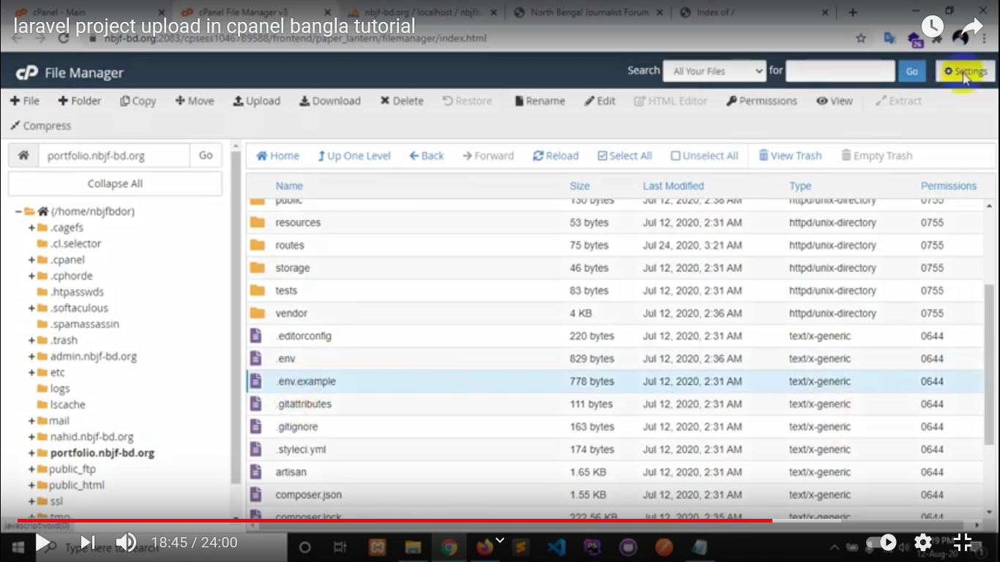 cPanel - Main
cPanel File Manager v3
nbjf-bd.org / localhost / nbjfb
North Bengal Journalist Forum
Index of /
laravel project upload in cpanel bangla tutorial
nbjf-bd.org:2083/cpsess1046789588/frontend/paper_lantern/filemanager/index.html
26
cP File Manager
Search All Your Files for Go Settings
File Folder Copy Move Upload Download Delete Restore Rename Edit HTML Editor Permissions View Extract
Compress
portfolio.nbjf-bd.org Go
Home Up One Level Back Forward Reload Select All Unselect All View Trash Empty Trash
Collapse All
(/home/nbjfbdor)
.cagefs
.cl.selector
.cpanel
.cphorde
.htpasswds
.softaculous
.spamassassin
.trash
admin.nbjf-bd.org
etc
logs
lscache
mail
nahid.nbjf-bd.org
portfolio.nbjf-bd.org
public_ftp
public_html
ssl
tmp
Name Size Last Modified Type Permissions
public 130 bytes Jul 12, 2020, 2:38 AM httpd/unix-directory 0755
resources 53 bytes Jul 12, 2020, 2:31 AM httpd/unix-directory 0755
routes 75 bytes Jul 24, 2020, 3:21 AM httpd/unix-directory 0755
storage 46 bytes Jul 12, 2020, 2:31 AM httpd/unix-directory 0755
tests 83 bytes Jul 12, 2020, 2:31 AM httpd/unix-directory 0755
vendor 4 KB Jul 12, 2020, 2:36 AM httpd/unix-directory 0755
.editorconfig 220 bytes Jul 12, 2020, 2:31 AM text/x-generic 0644
.env 829 bytes Jul 12, 2020, 2:36 AM text/x-generic 0644
.env.example 778 bytes Jul 12, 2020, 2:31 AM text/x-generic 0644
.gitattributes 111 bytes Jul 12, 2020, 2:31 AM text/x-generic 0644
.gitignore 163 bytes Jul 12, 2020, 2:31 AM text/x-generic 0644
.styleci.yml 174 bytes Jul 12, 2020, 2:31 AM text/x-generic 0644
artisan 1.65 KB Jul 12, 2020, 2:31 AM text/x-generic 0644
composer.json 1.55 KB Jul 12, 2020, 2:31 AM text/x-generic 0644
composer.lock 222.56 KB Jul 12, 2020, 2:35 AM text/x-generic 0644
javascript:void(0)
Type here to search
18:45 / 24:00
PS
12-Aug-20